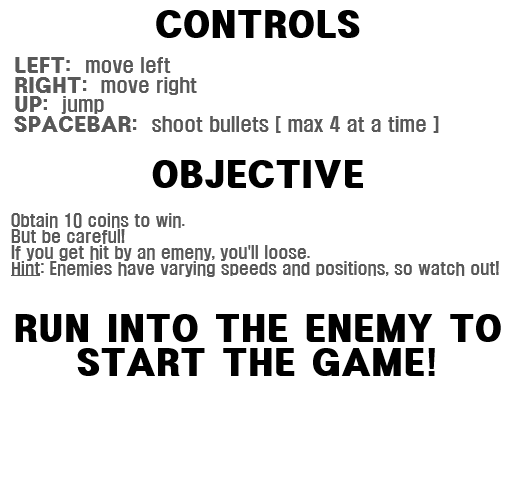 CONTROLS
LEFT: move left
RIGHT: move right
UP: jump
SPACEBAR: shoot bullets [ max 4 at a time ]
OBJECTIVE
Obtain 10 coins to win.
But be careful!
If you get hit by an emeny, you'll loose.
Hint: Enemies have varying speeds and positions, so watch out!
RUN INTO THE ENEMY TO
START THE GAME!